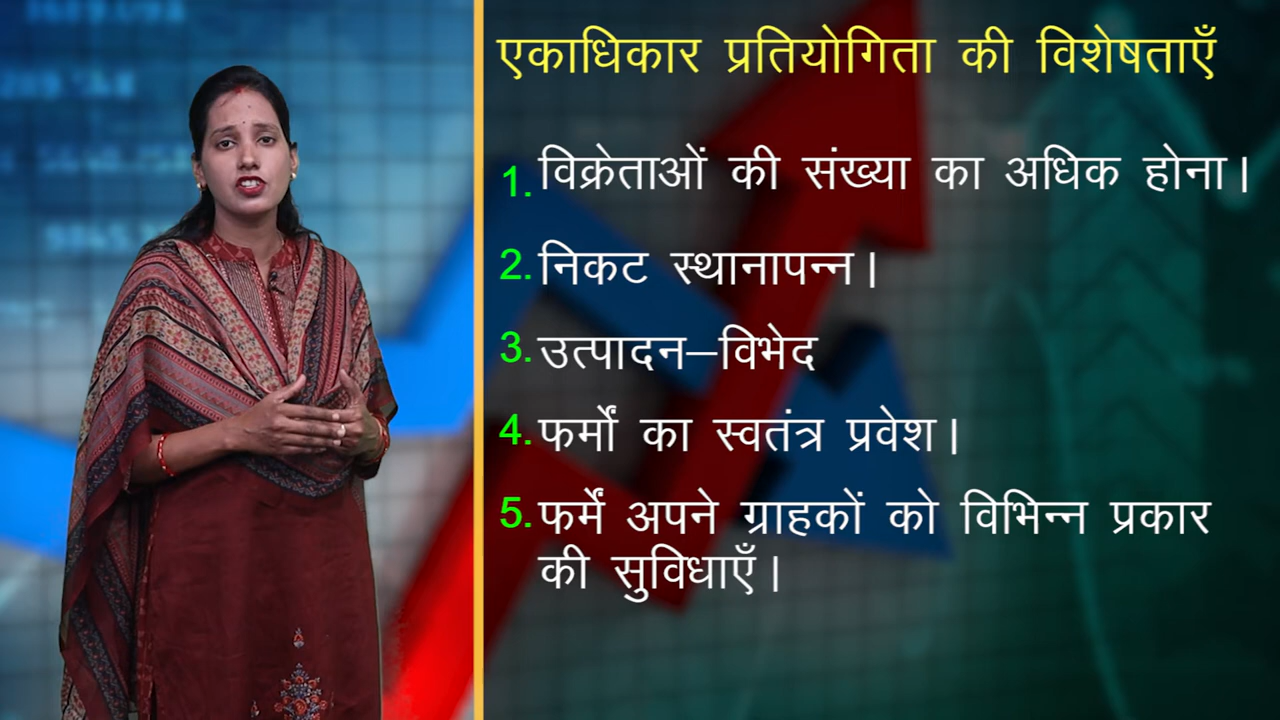 एकाधिकार प्रतियोगिता की विशेषताएँ
1. विक्रेताओं की संख्या का अधिक होना।
2. निकट स्थानापन्न।
3. उत्पादन–विभेद
4. फर्मों का स्वतंत्र प्रवेश।
5. फर्में अपने ग्राहकों को विभिन्न प्रकार
की सुविधाएँ।